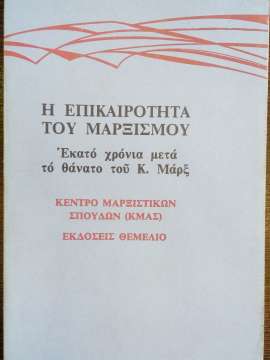 Η ΕΠΙΚΑΙΡΟΤΗΤΑ
ΤΟΥ ΜΑΡΞΙΣΜΟΥ
Ἑκατό χρόνια μετά
τό θάνατο τοῦ Κ. Μάρξ
ΚΕΝΤΡΟ ΜΑΡΞΙΣΤΙΚΩΝ
ΣΠΟΥΔΩΝ (ΚΜΑΣ)
ΕΚΔΟΣΕΙΣ ΘΕΜΕΛΙΟ